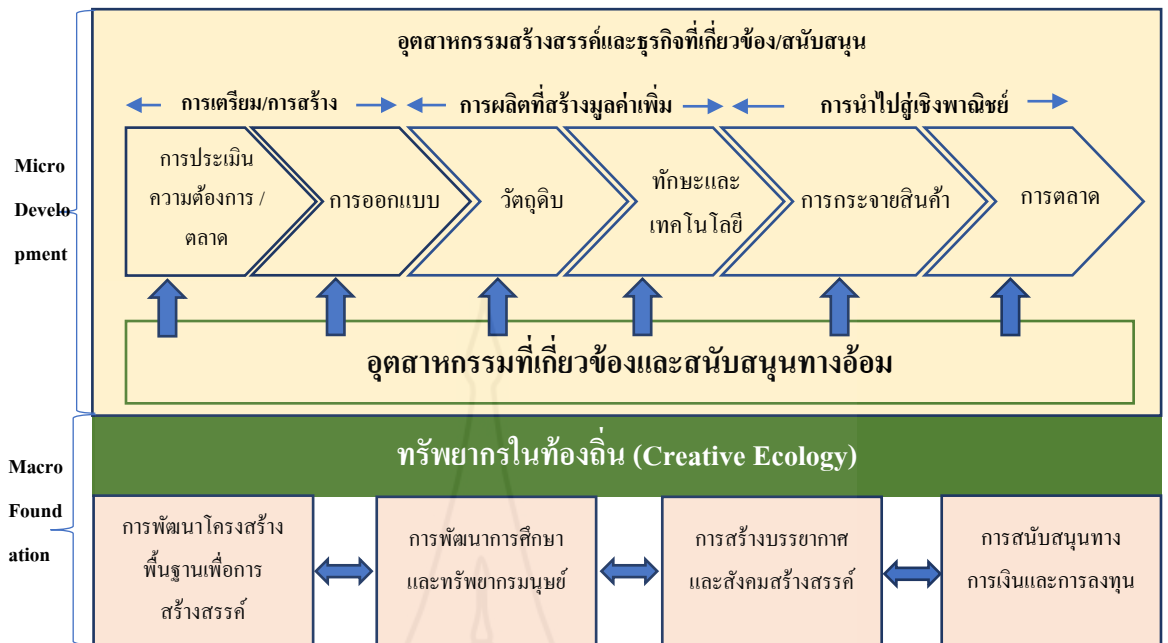 อุตสาหกรรมสร้างสรรค์และธุรกิจที่เกี่ยวข้อง/สนับสนุน
การเตรียม/การสร้าง
การผลิตที่สร้างมูลค่าเพิ่ม
การนำไปสู่เชิงพาณิชย์
Micro
Develo
pment
การประเมิน
ความต้องการ /
ตลาด
การออกแบบ
วัตถุดิบ
ทักษะและ
เทคโนโลยี
การกระจายสินค้า
การตลาด
อุตสาหกรรมที่เกี่ยวข้องและสนับสนุนทางอ้อม
Macro
Found
ation
ทรัพยากรในท้องถิ่น (Creative Ecology)
การพัฒนาโครงสร้าง
พื้นฐานเพื่อการ
สร้างสรรค์
การพัฒนาการศึกษา
และทรัพยากรมนุษย์
การสร้างบรรยากาศ
และสังคมสร้างสรรค์
การสนับสนุนทาง
การเงินและการลงทุน